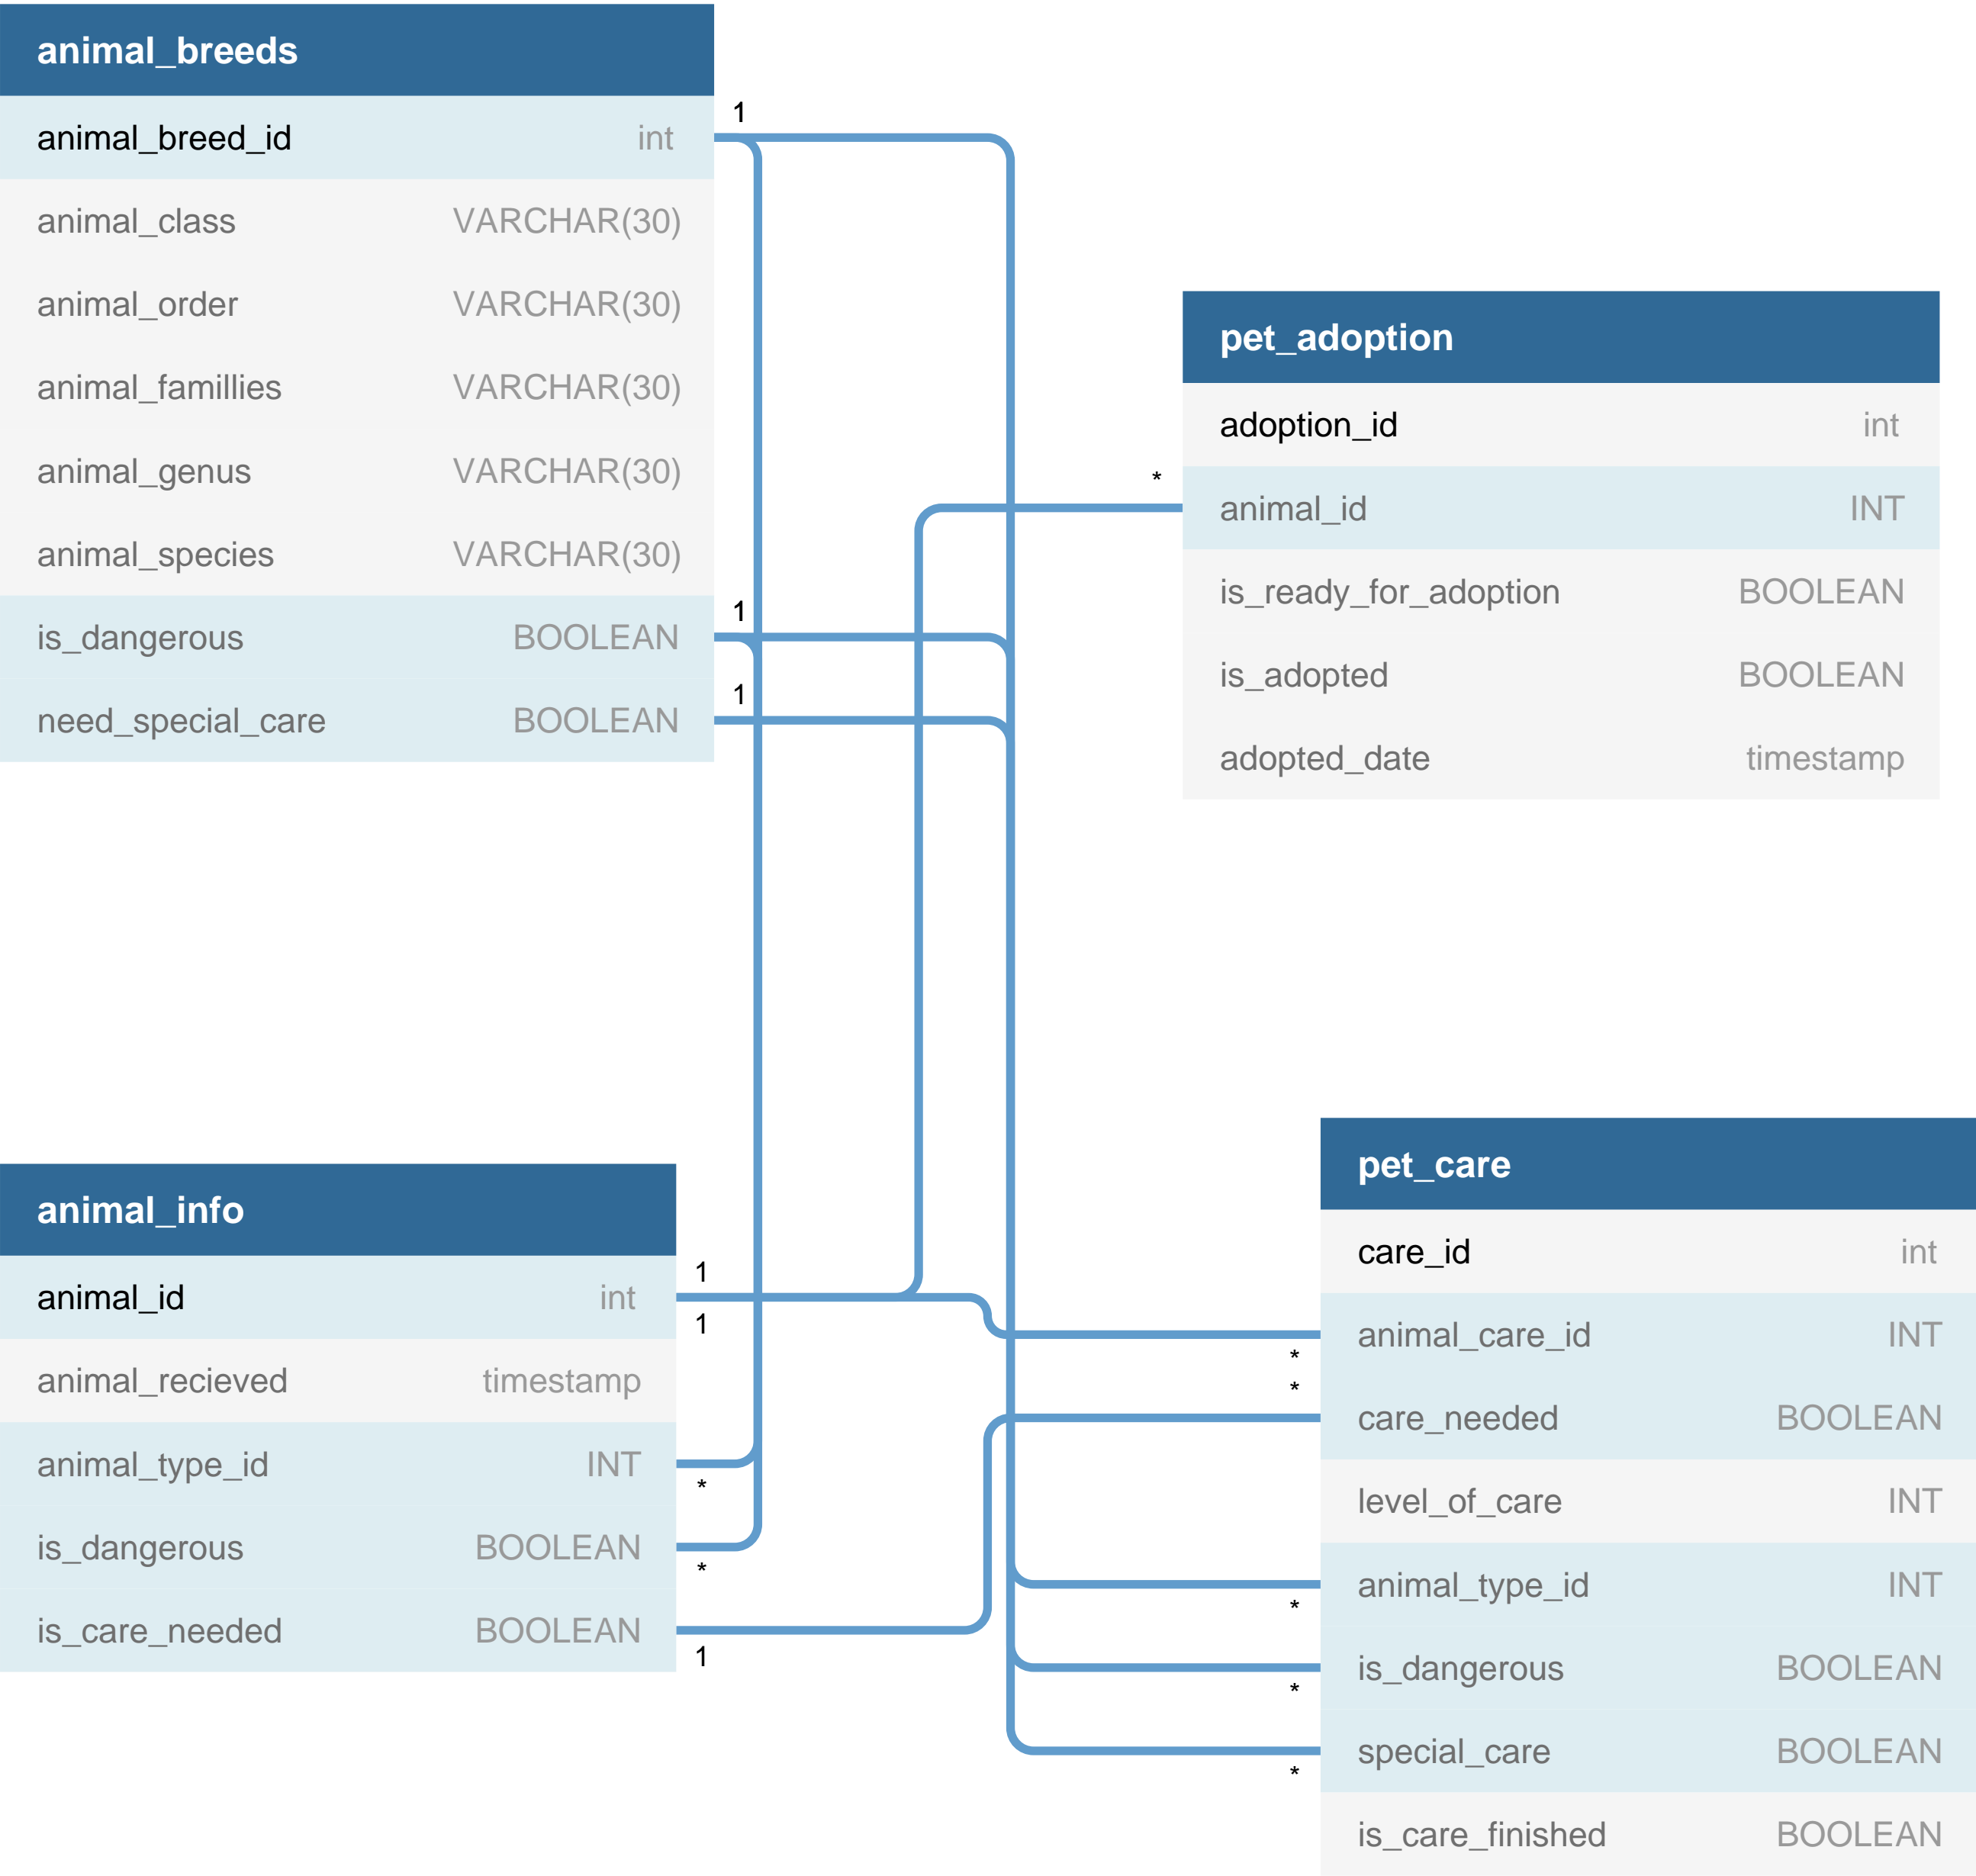 animal_breeds
animal_breed_id int
animal_class VARCHAR(30)
animal_order VARCHAR(30)
animal_famillies VARCHAR(30)
animal_genus VARCHAR(30)
animal_species VARCHAR(30)
is_dangerous BOOLEAN
need_special_care BOOLEAN
1
1
1
pet_adoption
adoption_id int
*
animal_id INT
is_ready_for_adoption BOOLEAN
is_adopted BOOLEAN
adopted_date timestamp
animal_info
animal_id int
animal_recieved timestamp
animal_type_id INT
is_dangerous BOOLEAN
is_care_needed BOOLEAN
1
1
*
*
1
pet_care
care_id int
animal_care_id INT
care_needed BOOLEAN
level_of_care INT
animal_type_id INT
is_dangerous BOOLEAN
special_care BOOLEAN
is_care_finished BOOLEAN
*
*
*
*
*